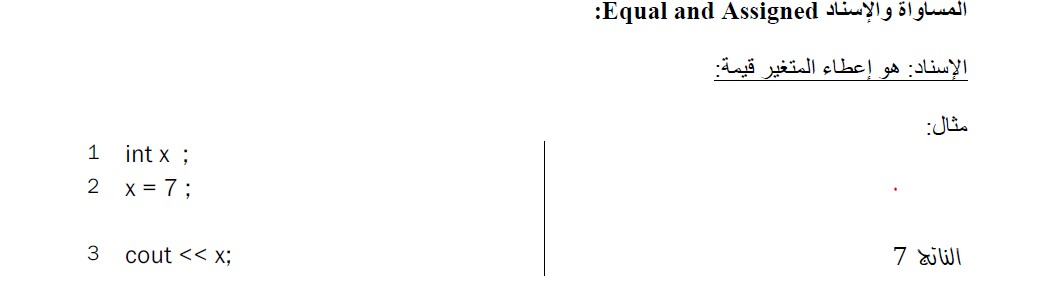 المساواة والإسناد Equal and Assigned:
الإسناد: هو إعطاء المتغير قيمة:
مثال:
1 int x ;
2 x = 7 ;
3 cout << x;
الناتج 7